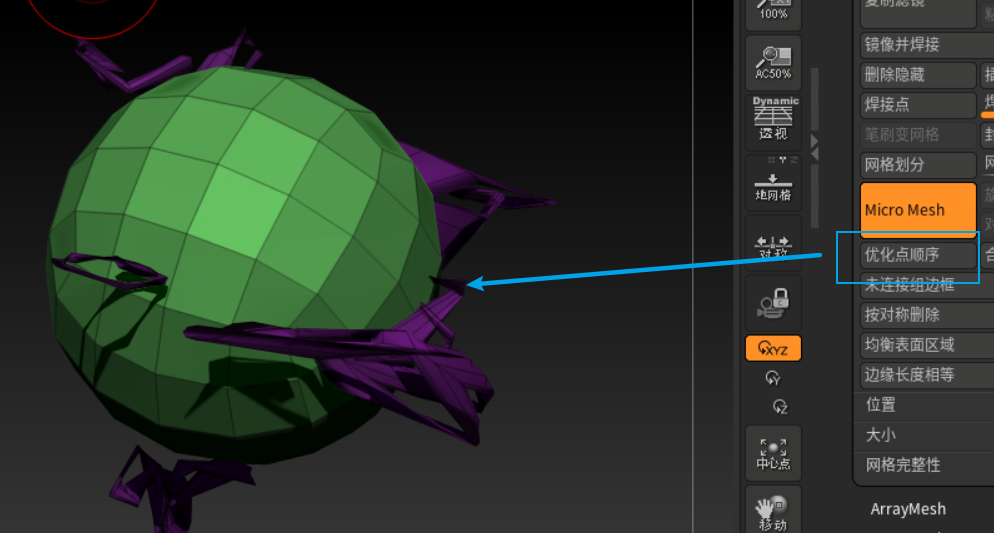 100%
AC50%
Dynamic
透视
地网格
对称
XYZ
Y
Z
中心点
移动
复制滤镜
镜像并焊接
删除隐藏
焊接点
笔刷变网格
网格划分
Micro Mesh
优化点顺序
未连接组边框
按对称删除
均衡表面区域
边缘长度相等
位置
大小
网格完整性
ArrayMesh